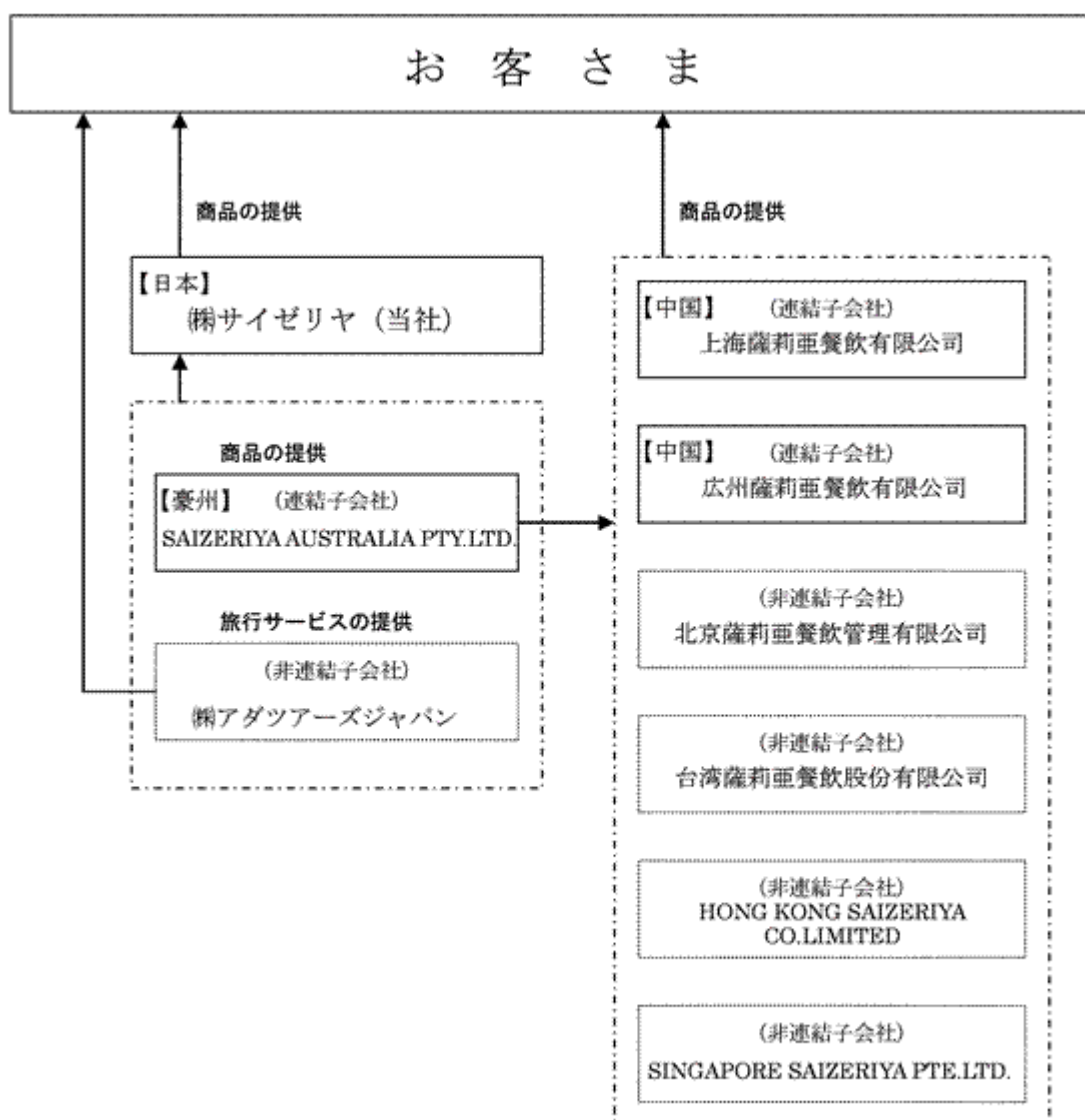 お客さま
商品の提供
商品の提供
【日本】
㈱サイゼリヤ（当社）
商品の提供
【豪州】 （連結子会社）
SAIZERIYA AUSTRALIA PTY.LTD.
旅行サービスの提供
（非連結子会社）
㈱アダツアーズジャパン
【中国】 （連結子会社）
上海薩莉亜餐飲有限公司
【中国】 （連結子会社）
広州薩莉亜餐飲有限公司
（非連結子会社）
北京薩莉亜餐飲管理有限公司
（非連結子会社）
台湾薩莉亜餐飲股份有限公司
（非連結子会社）
HONG KONG SAIZERIYA
CO.LIMITED
（非連結子会社）
SINGAPORE SAIZERIYA PTE.LTD.